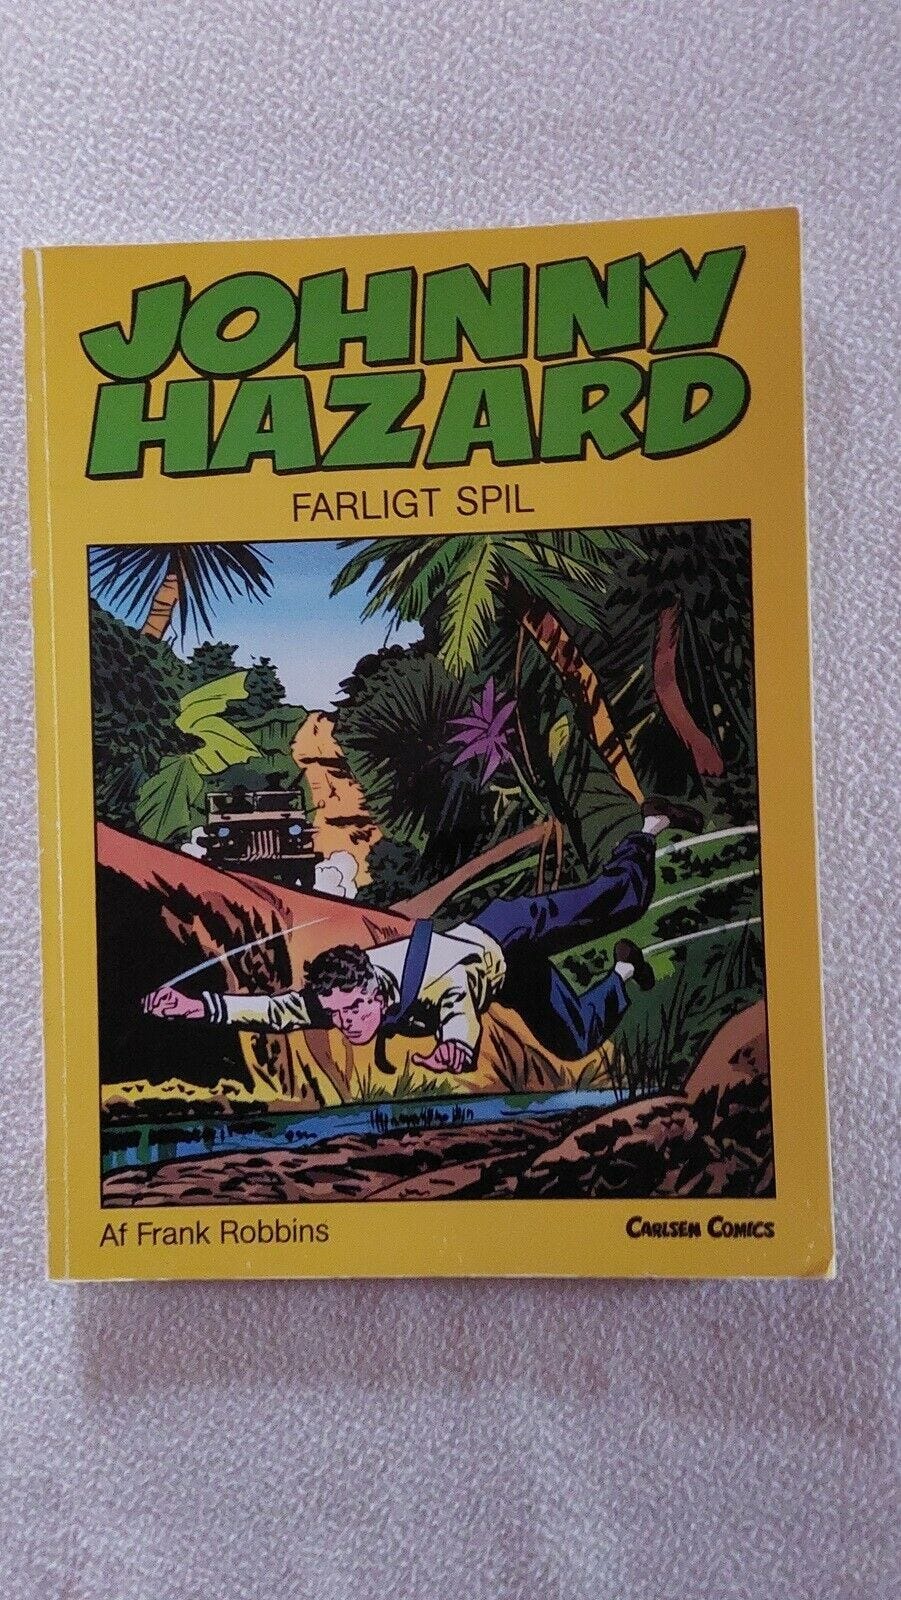 JOHNNY
HAZARD
FARLIGT SPIL
Af Frank Robbins
CARLSEN COMICS